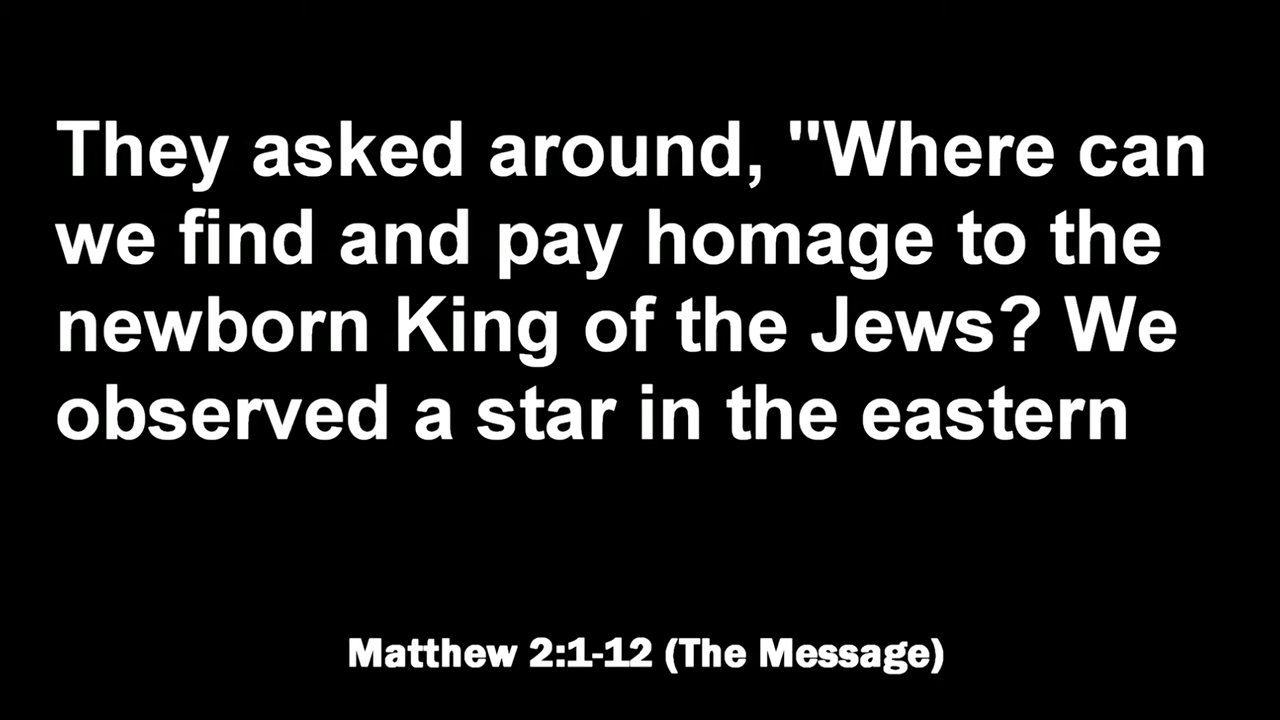 They asked around, "Where can
we find and pay homage to the
newborn King of the Jews? We
observed a star in the eastern
Matthew 2:1-12 (The Message)